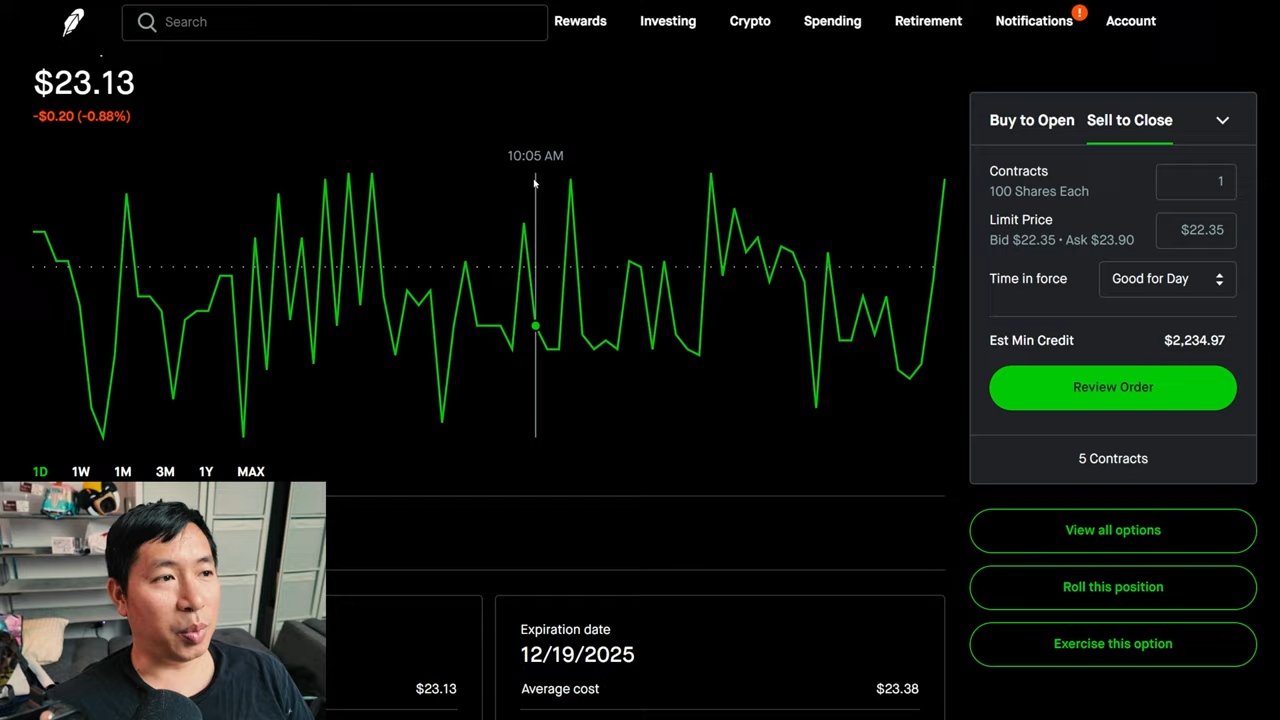 Search
Rewards
Investing
Crypto
Spending
Retirement
Notifications
!
Account
$23.13
-$0.20 (-0.88%)
10:05 AM
1D
1W
1M
3M
1Y
MAX
Buy to Open
Sell to Close
Contracts
1
100 Shares Each
Limit Price
$22.35
Bid $22.35 • Ask $23.90
Time in force
Good for Day
Est Min Credit
$2,234.97
Review Order
5 Contracts
View all options
Roll this position
Exercise this option
$23.13
Expiration date
12/19/2025
Average cost
$23.38